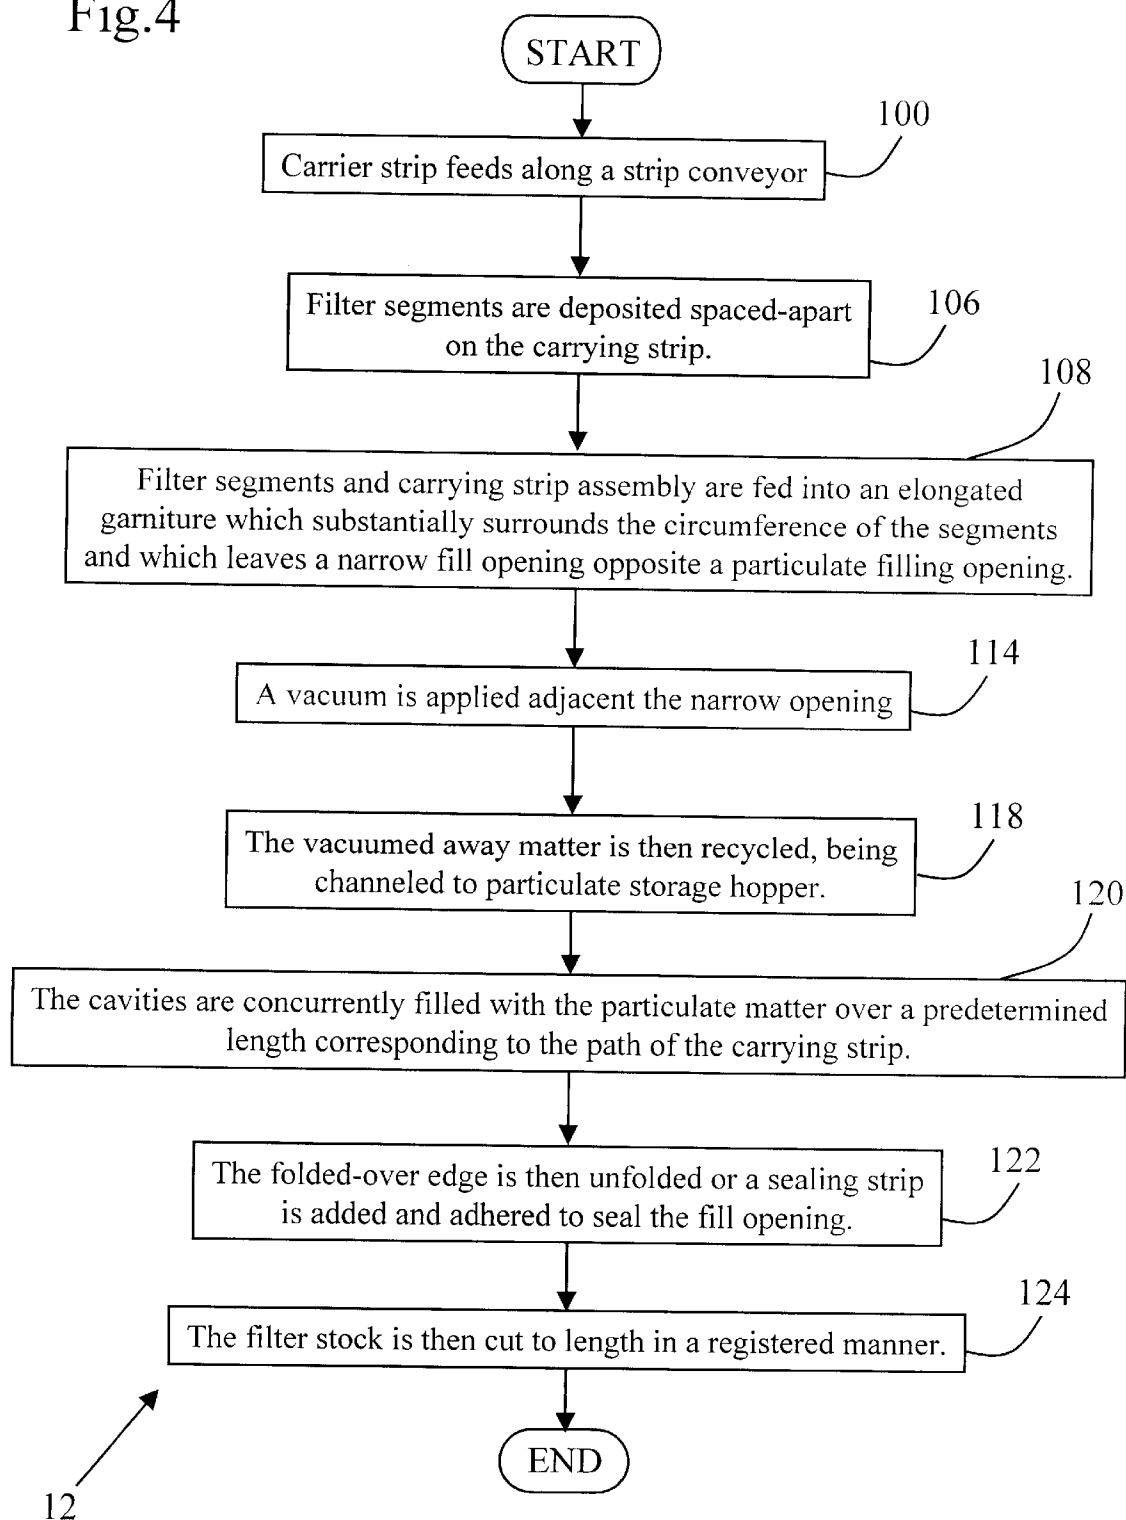 Fig.4
START
100
Carrier strip feeds along a strip conveyor
106
Filter segments are deposited spaced-apart
on the carrying strip.
108
Filter segments and carrying strip assembly are fed into an elongated
garniture which substantially surrounds the circumference of the segments
and which leaves a narrow fill opening opposite a particulate filling opening.
114
A vacuum is applied adjacent the narrow opening
118
The vacuumed away matter is then recycled, being
channeled to particulate storage hopper.
120
The cavities are concurrently filled with the particulate matter over a predetermined
length corresponding to the path of the carrying strip.
122
The folded-over edge is then unfolded or a sealing strip
is added and adhered to seal the fill opening.
124
The filter stock is then cut to length in a registered manner.
END
12